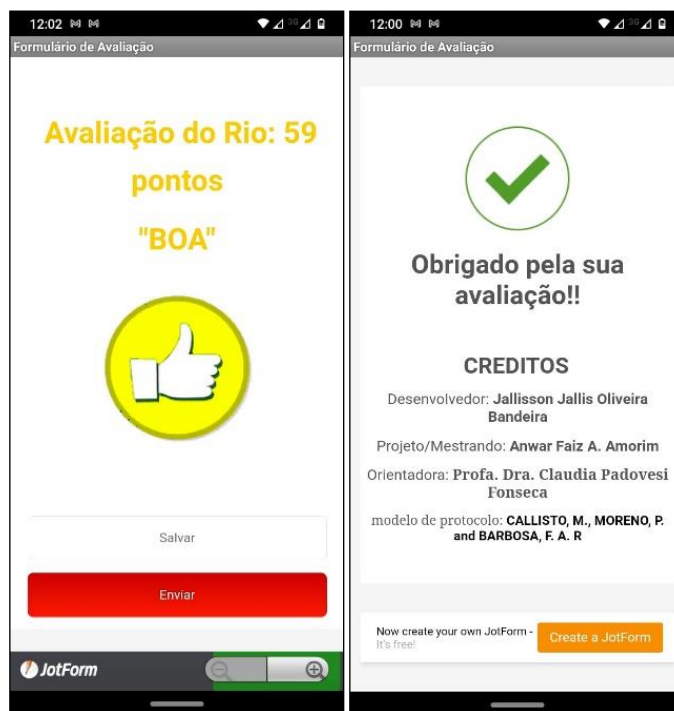 12:02
3G
Formulário de Avaliação
Avaliação do Rio: 59
pontos
"BOA"
Salvar
Enviar
JotForm
12:00
3G
Formulário de Avaliação
Obrigado pela sua
avaliação!!
CREDITOS
Desenvolvedor: Jallisson Jallis Oliveira
Bandeira
Projeto/Mestrando: Anwar Faiz A. Amorim
Orientadora: Profa. Dra. Claudia Padovesi
Fonseca
modelo de protocolo: CALLISTO, M., MORENO, P.
and BARBOSA, F. A. R
Now create your own JotForm -
It's free!
Create a JotForm